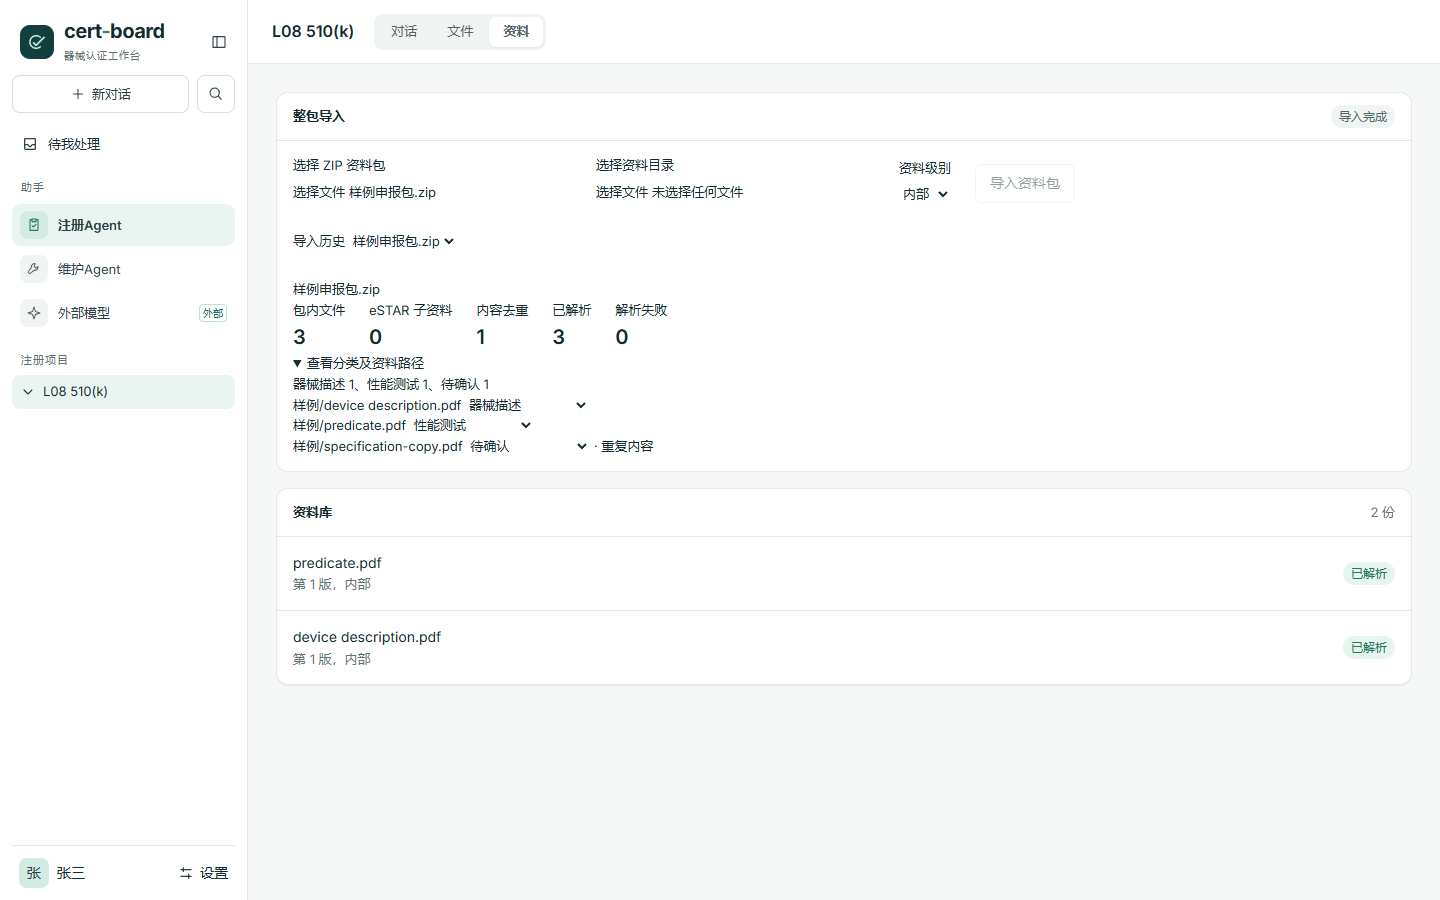 cert-board
器械认证工作台
新对话
待我处理
助手
注册Agent
维护Agent
外部模型 外部
注册项目
L08 510(k)
张 张三 设置
L08 510(k) 对话 文件 资料
整包导入 导入完成
选择 ZIP 资料包 选择资料目录 资料级别
选择文件 样例申报包.zip 选择文件 未选择任何文件 内部 导入资料包
导入历史 样例申报包.zip
样例申报包.zip
包内文件 eSTAR 子资料 内容去重 已解析 解析失败
3 0 1 3 0
▼ 查看分类及资料路径
器械描述 1、性能测试 1、待确认 1
样例/device description.pdf 器械描述
样例/predicate.pdf 性能测试
样例/specification-copy.pdf 待确认 · 重复内容
资料库 2 份
predicate.pdf
第 1 版，内部
已解析
device description.pdf
第 1 版，内部
已解析